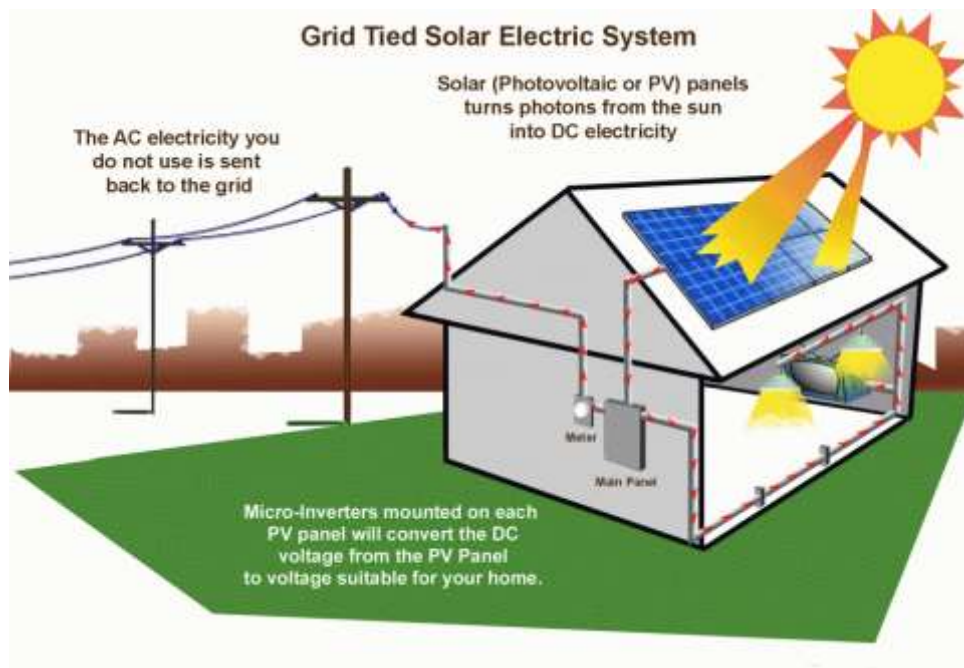 Grid Tied Solar Electric System
Solar (Photovoltaic or PV) panels
turns photons from the sun
into DC electricity
The AC electricity you
do not use is sent
back to the grid
Meter
Main Panel
Micro-Inverters mounted on each
PV panel will convert the DC
voltage from the PV Panel
to voltage suitable for your home.